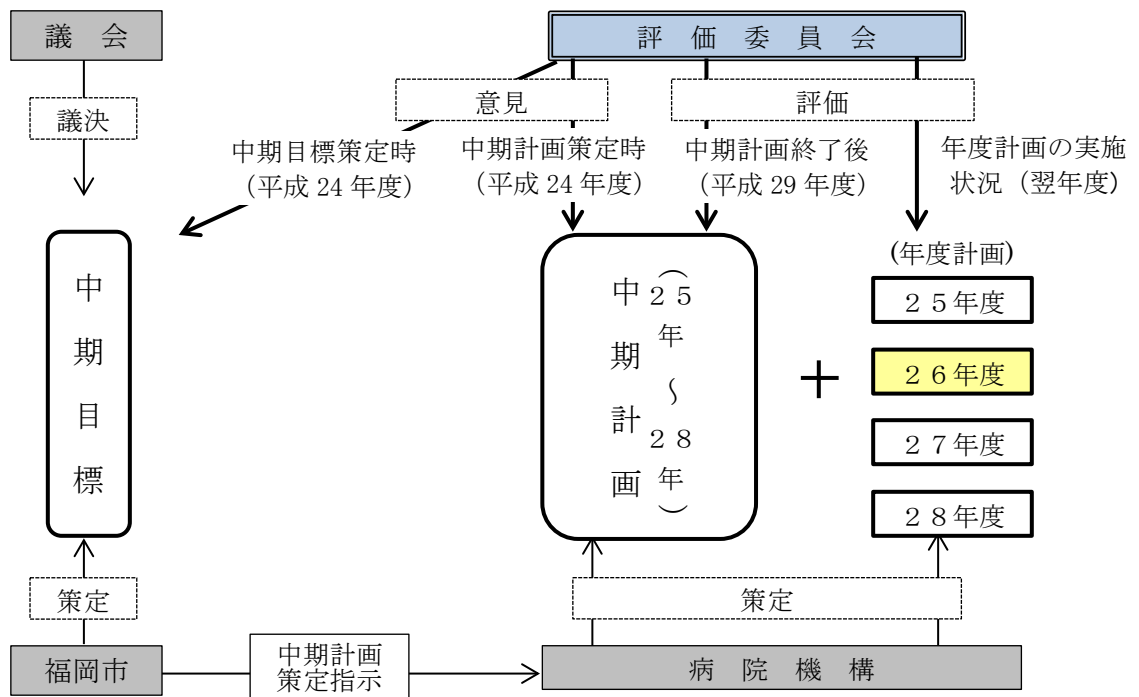 議 会
評 価 委 員 会
議決
意見
評価
中期目標策定時
（平成 24 年度）
中期計画策定時
（平成 24 年度）
中期計画終了後
（平成 29 年度）
年度計画の実施
状況（翌年度）
中期目標
中期計画
（２５年～２８年）
＋
(年度計画)
２５年度
２６年度
２７年度
２８年度
策定
策定
福岡市
中期計画
策定指示
病 院 機 構